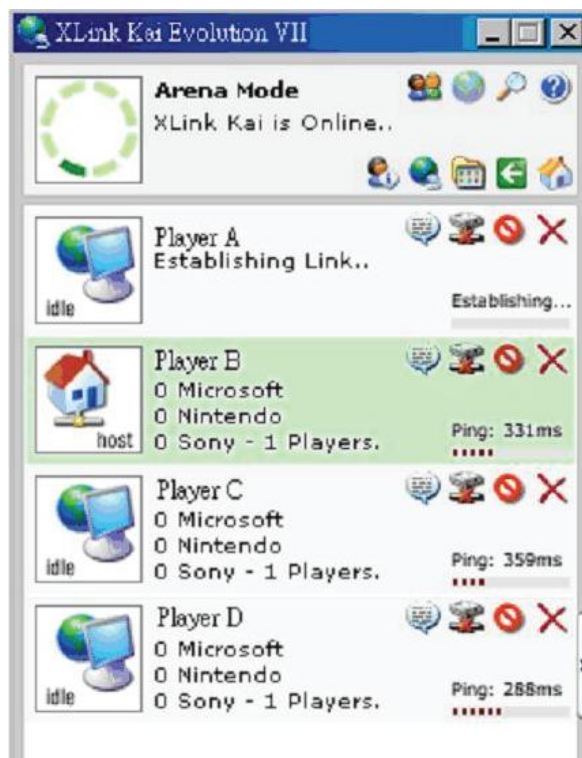 XLink Kai Evolution VII
Arena Mode
XLink Kai is Online..
Player A
Establishing Link..
idle
Establishing...
Player B
0 Microsoft
0 Nintendo
0 Sony - 1 Players.
host
Ping: 331ms
Player C
0 Microsoft
0 Nintendo
0 Sony - 1 Players.
idle
Ping: 359ms
Player D
0 Microsoft
0 Nintendo
0 Sony - 1 Players.
idle
Ping: 288ms